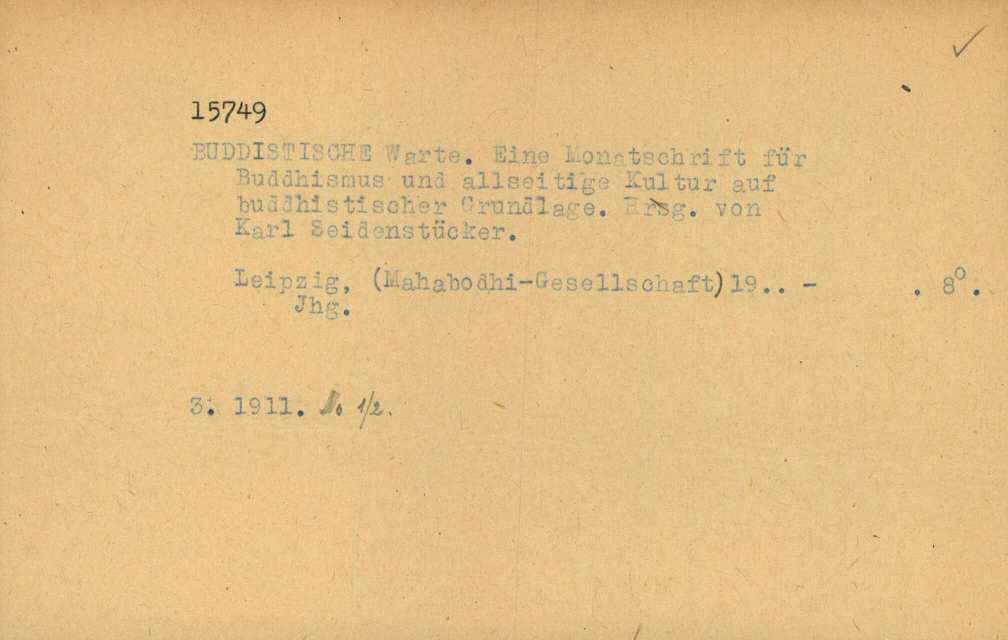 15749
BUDDISTISCHE Warte. Eine Monatschrift für
Buddhismus und allseitige Kultur auf
buddhistischer Grundlage. Hrsg. von
Karl Seidenstücker.
Leipzig, (Mahabodhi-Gesellschaft)19.. - . 8°.
Jhg.
3. 1911. No 1/2.